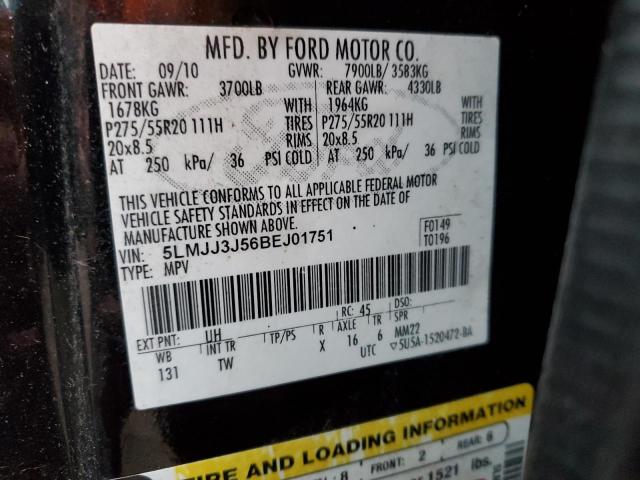 MFD. BY FORD MOTOR CO.
DATE: 09/10 GVWR: 7900LB/ 3583KG
FRONT GAWR: 3700LB REAR GAWR: 4330LB
1678KG WITH 1964KG WITH
P275/55R20 111H TIRES P275/55R20 111H TIRES
20x8.5 RIMS 20x8.5 RIMS
AT 250 kPa/ 36 PSI COLD AT 250 kPa/ 36 PSI COLD
THIS VEHICLE CONFORMS TO ALL APPLICABLE FEDERAL MOTOR
VEHICLE SAFETY STANDARDS IN EFFECT ON THE DATE OF
MANUFACTURE SHOWN ABOVE.
VIN: 5LMJJ3J56BEJ01751 F0149
TYPE: MPV T0196
EXT PNT: UH RC: 45 DSO:
WB INT TR TP/PS R AXLE TR SPR
131 TW X 16 6 MM22
UTC ▽5U5A-1520472-BA
TIRE AND LOADING INFORMATION
8 FRONT: 2 REAR: 6
1521 lbs.